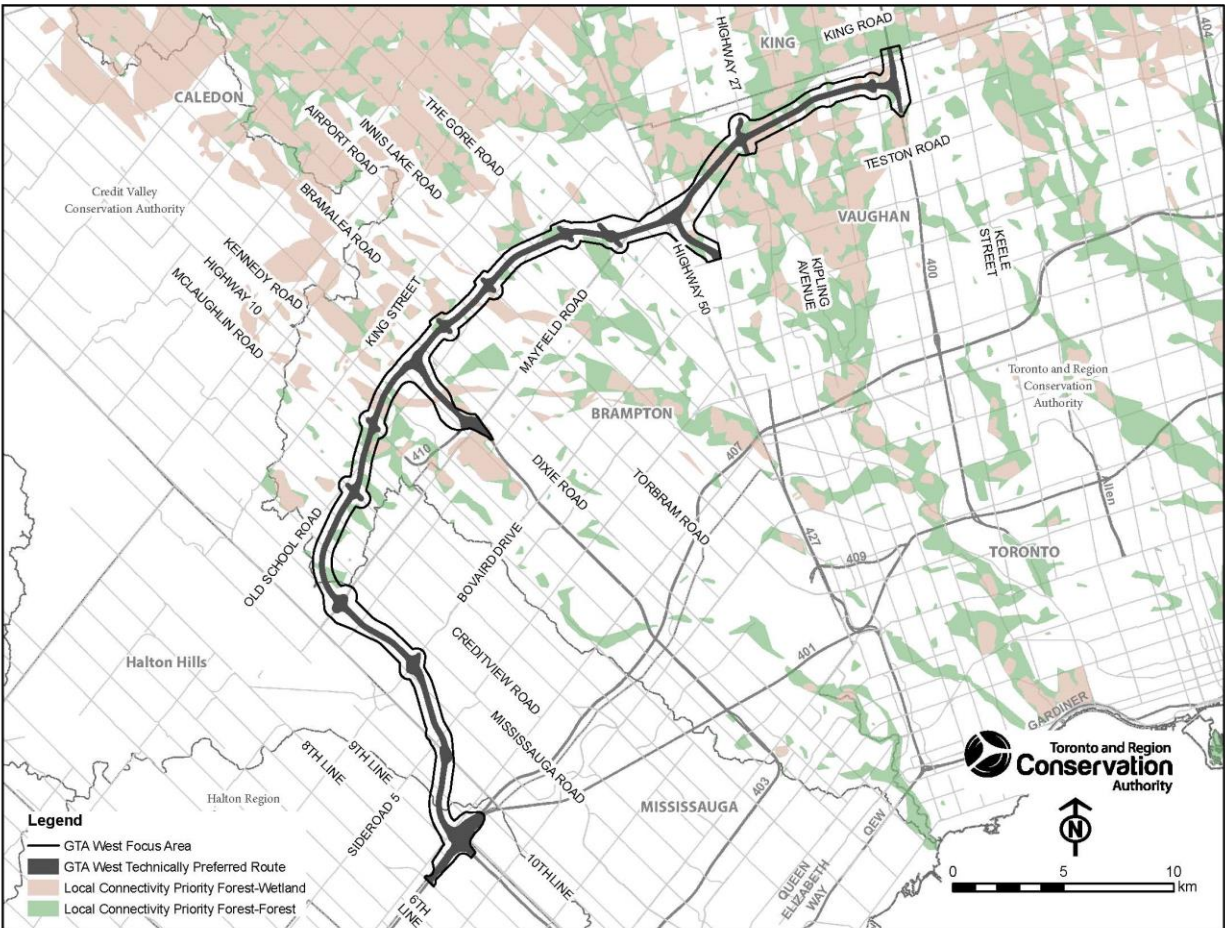 KING ROAD
404
KING
HIGHWAY 27
CALEDON
THE GORE ROAD
INNIS LAKE ROAD
AIRPORT ROAD
TESTON ROAD
Credit Valley
Conservation Authority
BRAMALEA ROAD
VAUGHAN
KEELE
STREET
KENNEDY ROAD
HIGHWAY 10
MCLAUGHLIN ROAD
KING STREET
HIGHWAY 50
KIPLING
AVENUE
400
MAYFIELD ROAD
Toronto and Region
Conservation
Authority
BRAMPTON
410
407
DIXIE ROAD
TORBRAM ROAD
Allen
427
409
TORONTO
OLD SCHOOL ROAD
BOVAIRD DRIVE
CREDITVIEW ROAD
401
Halton Hills
GARDINER
MISSISSAUGA ROAD
9TH LINE
8TH LINE
Halton Region
SIDEROAD 5
MISSISSAUGA
403
QEW
10TH LINE
QUEEN
ELIZABETH
WAY
6TH
LINE
Toronto and Region
Conservation
Authority
N
0 5 10
km
Legend
GTA West Focus Area
GTA West Technically Preferred Route
Local Connectivity Priority Forest-Wetland
Local Connectivity Priority Forest-Forest